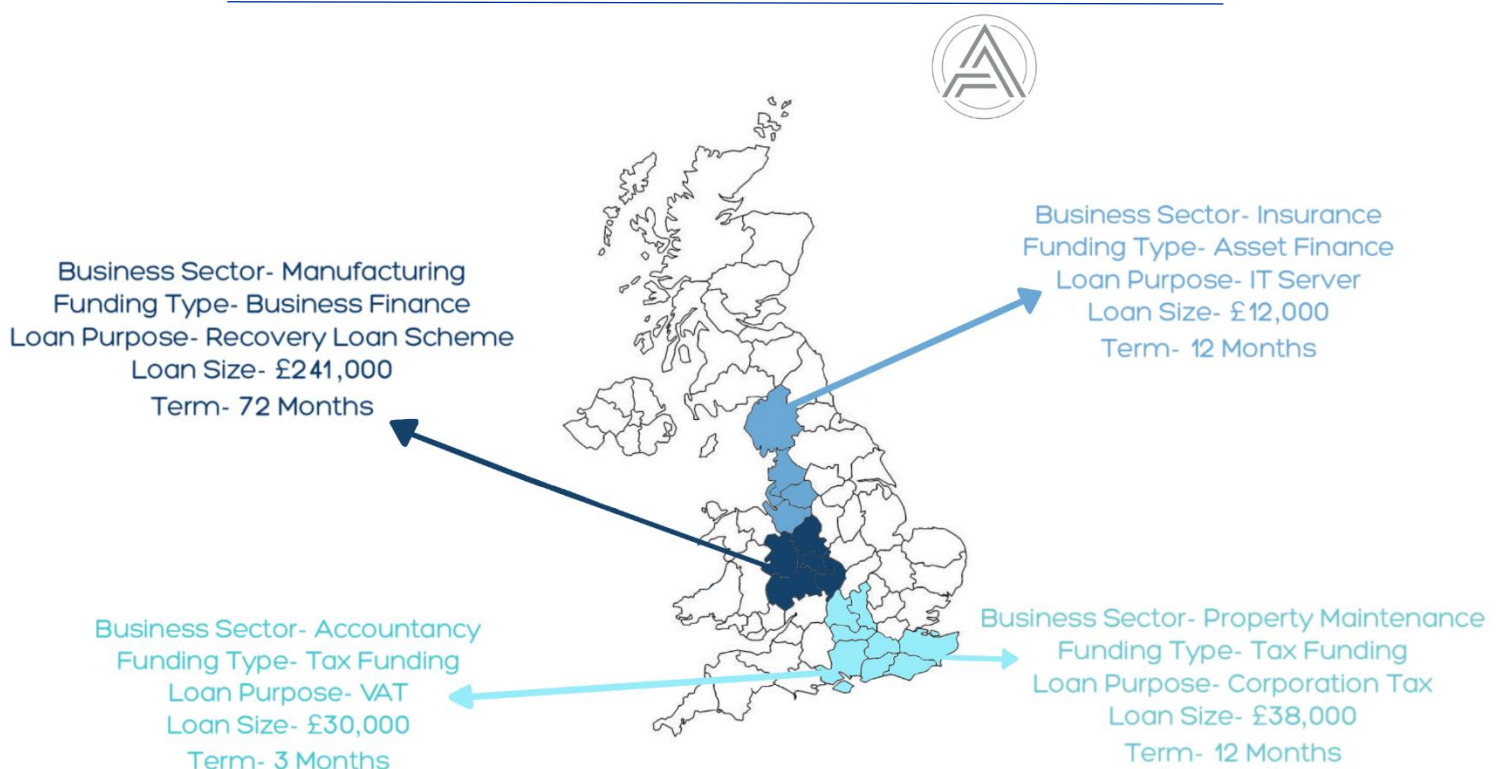 Business Sector- Insurance
Funding Type- Asset Finance
Loan Purpose- IT Server
Loan Size- £12,000
Term- 12 Months
Business Sector- Manufacturing
Funding Type- Business Finance
Loan Purpose- Recovery Loan Scheme
Loan Size- £241,000
Term- 72 Months
Business Sector- Accountancy
Funding Type- Tax Funding
Loan Purpose- VAT
Loan Size- £30,000
Term- 3 Months
Business Sector- Property Maintenance
Funding Type- Tax Funding
Loan Purpose- Corporation Tax
Loan Size- £38,000
Term- 12 Months